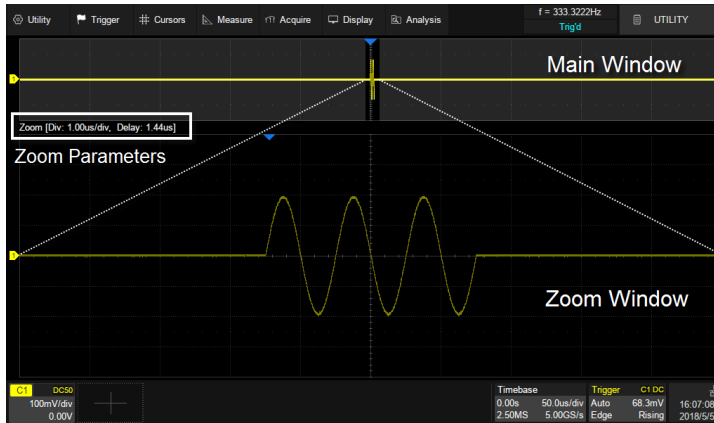 Utility Trigger Cursors Measure Acquire Display Analysis f = 333.3222Hz Trig'd UTILITY
Main Window
1
Zoom [Div: 1.00us/div, Delay: 1.44us]
Zoom Parameters
1
Zoom Window
C1 DC50 Timebase Trigger C1 DC
100mV/div 0.00s 50.0us/div Auto 68.3mV 16:07:08
0.00V 2.50MS 5.00GS/s Edge Rising 2018/5/5